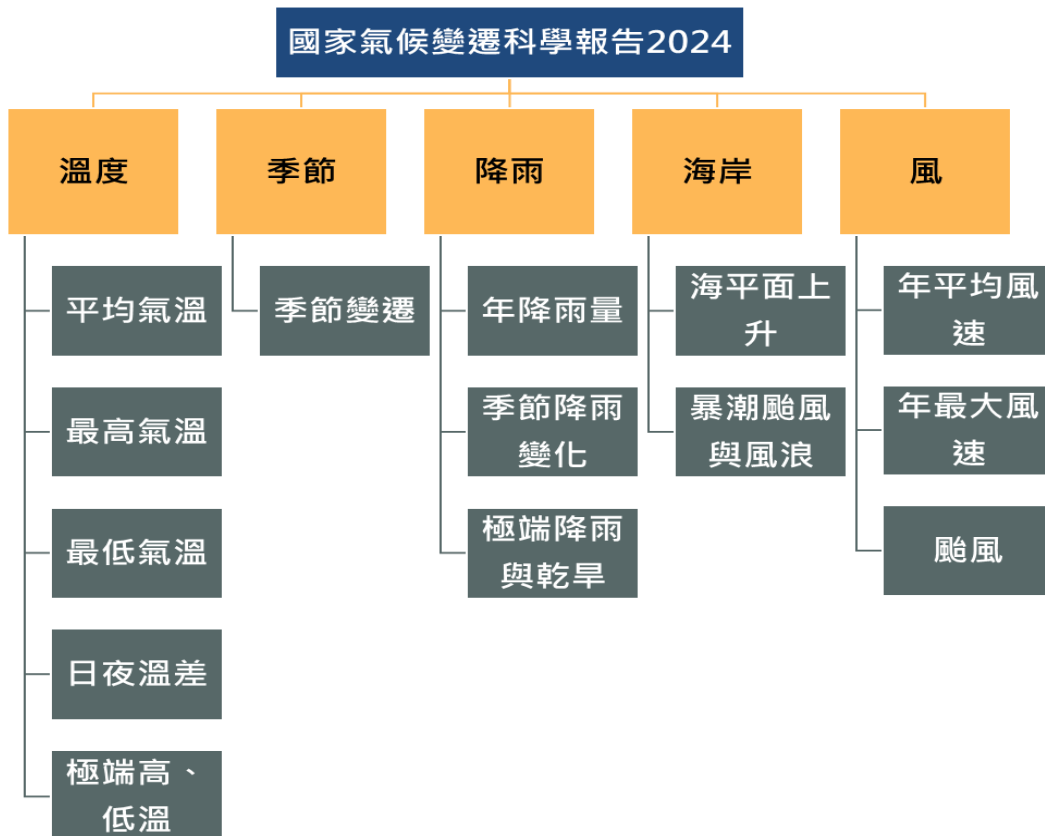 國家氣候變遷科學報告2024
溫度
季節
降雨
海岸
風
平均氣溫
最高氣溫
最低氣溫
日夜溫差
極端高、
低溫
季節變遷
年降雨量
季節降雨
變化
極端降雨
與乾旱
海平面上
升
暴潮颱風
與風浪
年平均風
速
年最大風
速
颱風